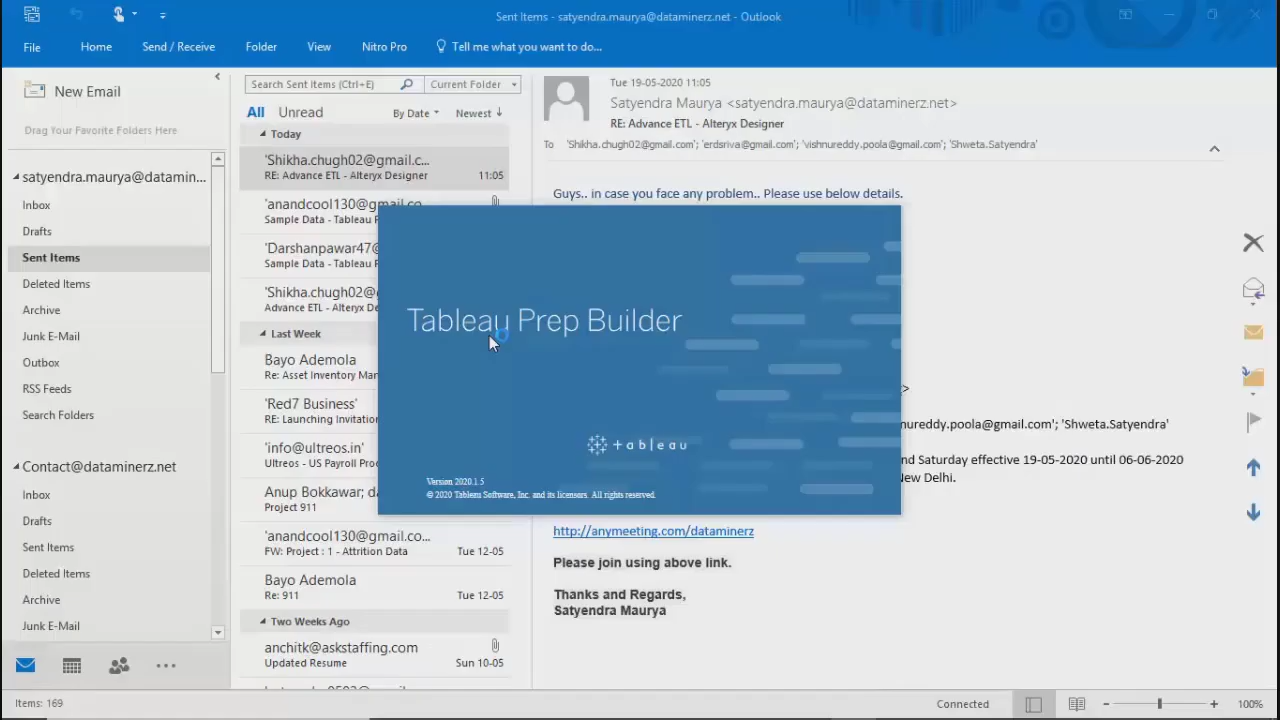 Sent Items - satyendra.maurya@dataminerz.net - Outlook
File Home Send / Receive Folder View Nitro Pro Tell me what you want to do...
New Email
Drag Your Favorite Folders Here
satyendra.maurya@datamin...
Inbox
Drafts
Sent Items
Deleted Items
Archive
Junk E-Mail
Outbox
RSS Feeds
Search Folders
Contact@dataminerz.net
Inbox
Drafts
Sent Items
Deleted Items
Archive
Junk E-Mail
Search Sent Items (Ctrl+E) Current Folder
All Unread By Date Newest
Today
'Shikha.chugh02@gmail.c...
RE: Advance ETL - Alteryx Designer 11:05
'anandcool130@gmail.co...
Sample Data - Tableau P
'Darshanpawar47@
Sample Data - Tableau P
'Shikha.chugh02@
Advance ETL - Alteryx D
Last Week
Bayo Ademola
Re: Asset Inventory Man
'Red7 Business'
RE: Launching Invitation
'info@ultreos.in'
Ultreos - US Payroll Proc
Anup Bokkawar; da
Project 911
'anandcool130@gmail.co...
FW: Project : 1 - Attrition Data Tue 12-05
Bayo Ademola
Re: 911 Tue 12-05
Two Weeks Ago
anchitk@askstaffing.com
Updated Resume Sun 10-05
Tue 19-05-2020 11:05
Satyendra Maurya <satyendra.maurya@dataminerz.net>
RE: Advance ETL - Alteryx Designer
To 'Shikha.chugh02@gmail.com'; 'erdsriva@gmail.com'; 'vishnureddy.poola@gmail.com'; 'Shweta.Satyendra'
Guys.. in case you face any problem.. Please use below details.
>
nureddy.poola@gmail.com'; 'Shweta.Satyendra'
nd Saturday effective 19-05-2020 until 06-06-2020
New Delhi.
http://anymeeting.com/dataminerz
Please join using above link.
Thanks and Regards,
Satyendra Maurya
Tableau Prep Builder
+ableau
Version 2020.1.5
© 2020 Tableau Software, Inc. and its licensors. All rights reserved.
Items: 169 Connected 100%